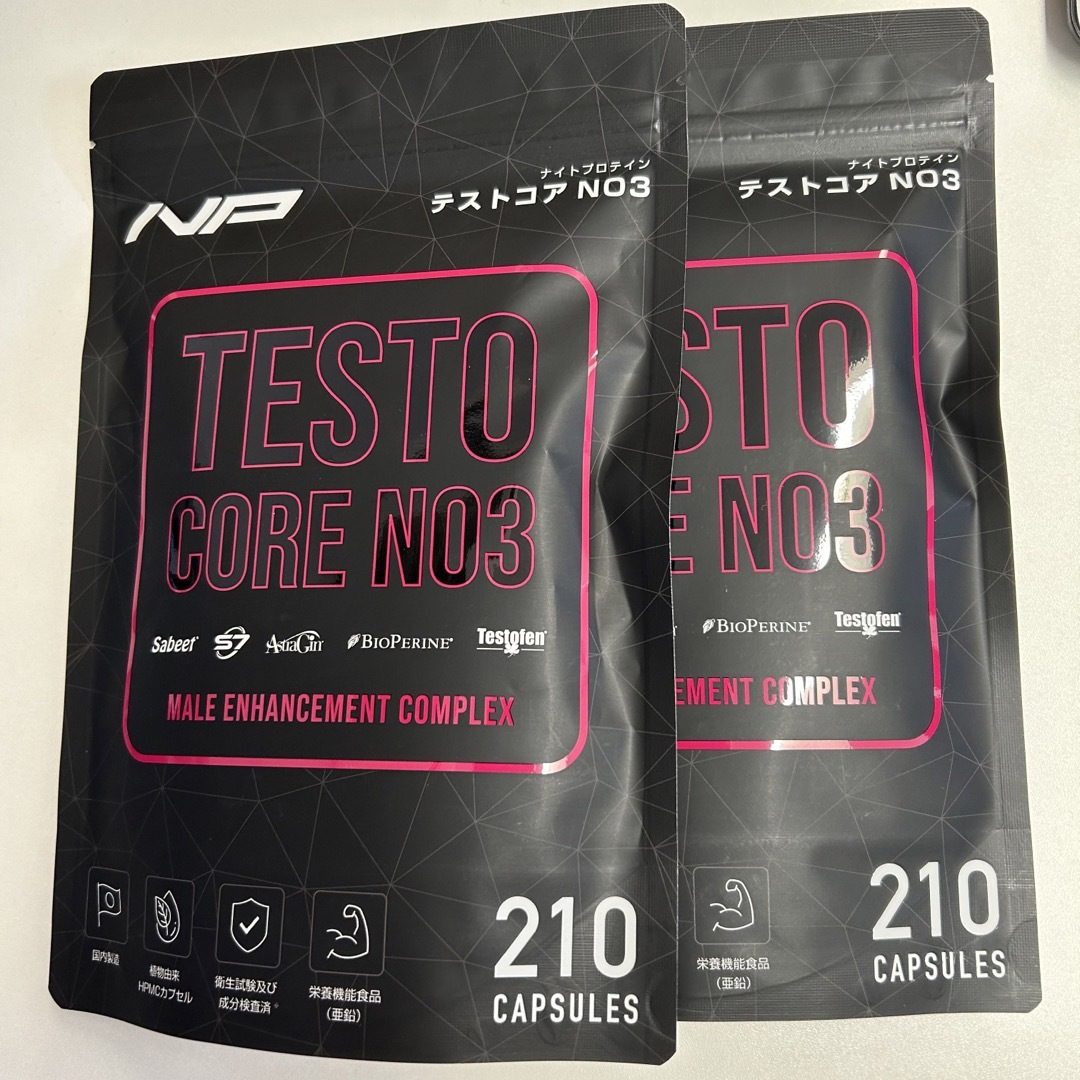 NP
ナイトプロテイン
テストコア NO3
TESTO
CORE NO3
Sabeet® S7 AstraGin BIOPERINE® Testofen®
MALE ENHANCEMENT COMPLEX
国内製造
植物由来
HPMCカプセル
衛生試験及び
成分検査済※
栄養機能食品
(亜鉛)
210
CAPSULES
ナイトプロテイン
テストコア NO3
STO
E NO3
BIOPERINE® Testofen®
EMENT COMPLEX
栄養機能食品
(亜鉛)
210
CAPSULES